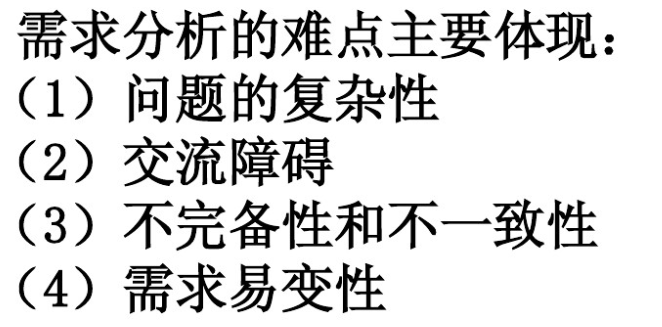 需求分析的难点主要体现：
（1）问题的复杂性
（2）交流障碍
（3）不完备性和不一致性
（4）需求易变性